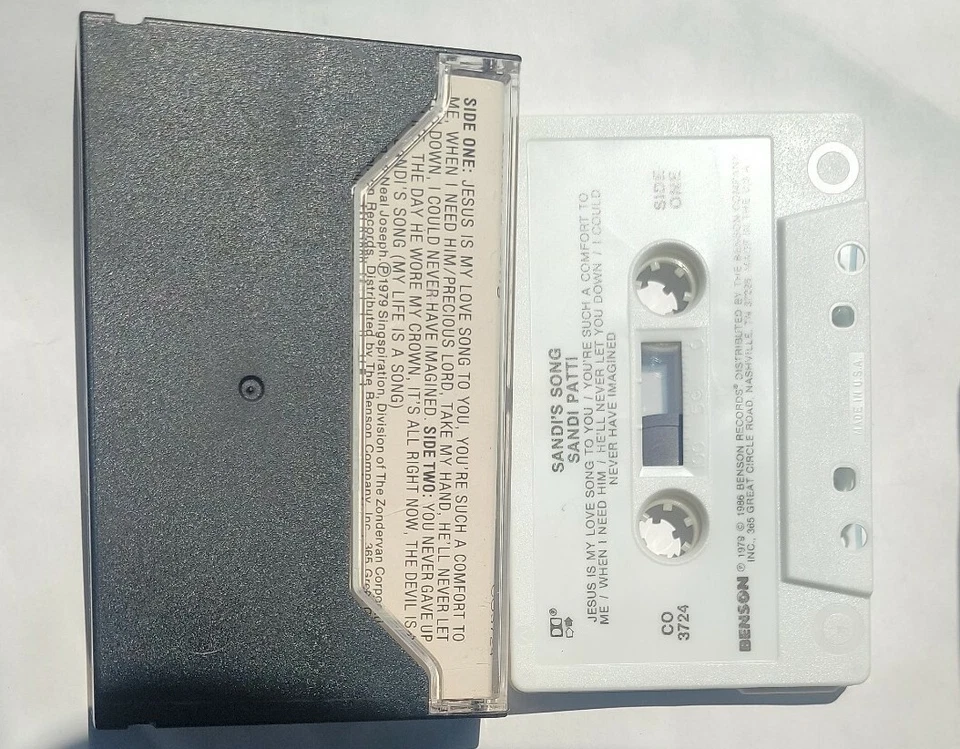 SIDE ONE: JESUS IS MY LOVE SONG TO YOU, YOU'RE SUCH A COMFORT TO
ME, WHEN I NEED HIM/PRECIOUS LORD, TAKE MY HAND, HE'LL NEVER LET
DOWN, I COULD NEVER HAVE IMAGINED SIDE TWO: YOU NEVER GAVE UP
THE DAY HE WORE MY CROWN, IT'S ALL RIGHT NOW, THE DEVIL IS
SONG (MY LIFE IS A SONG)
Neal Joseph. ℗1979 Singspiration, Division of The Zondervan
Records. Distributed by The Benson Company, Inc., 365
SIDE
ONE
SANDI'S SONG
SANDI PATTI
JESUS IS MY LOVE SONG TO YOU / YOU'RE SUCH A COMFORT TO
ME / WHEN I NEED HIM / HE'LL NEVER LET YOU DOWN / I COULD
NEVER HAVE IMAGINED
CO
3724
BENSON ℗ 1979 © 1986 BENSON RECORDS® DISTRIBUTED BY THE BENSON COMPANY
INC., 365 GREAT CIRCLE ROAD, NASHVILLE, TN 37228. MADE IN THE U.S.A.
MADE IN U.S.A.